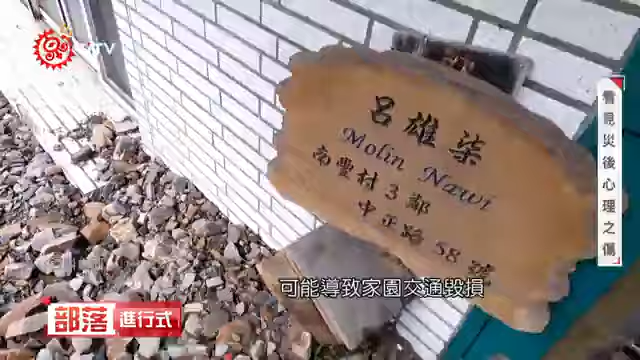 TV
看見災後心理之傷
呂雄柒
Molin Nawi
南豐村3鄰
中正路58號
可能導致家園交通毀損
部落進行式